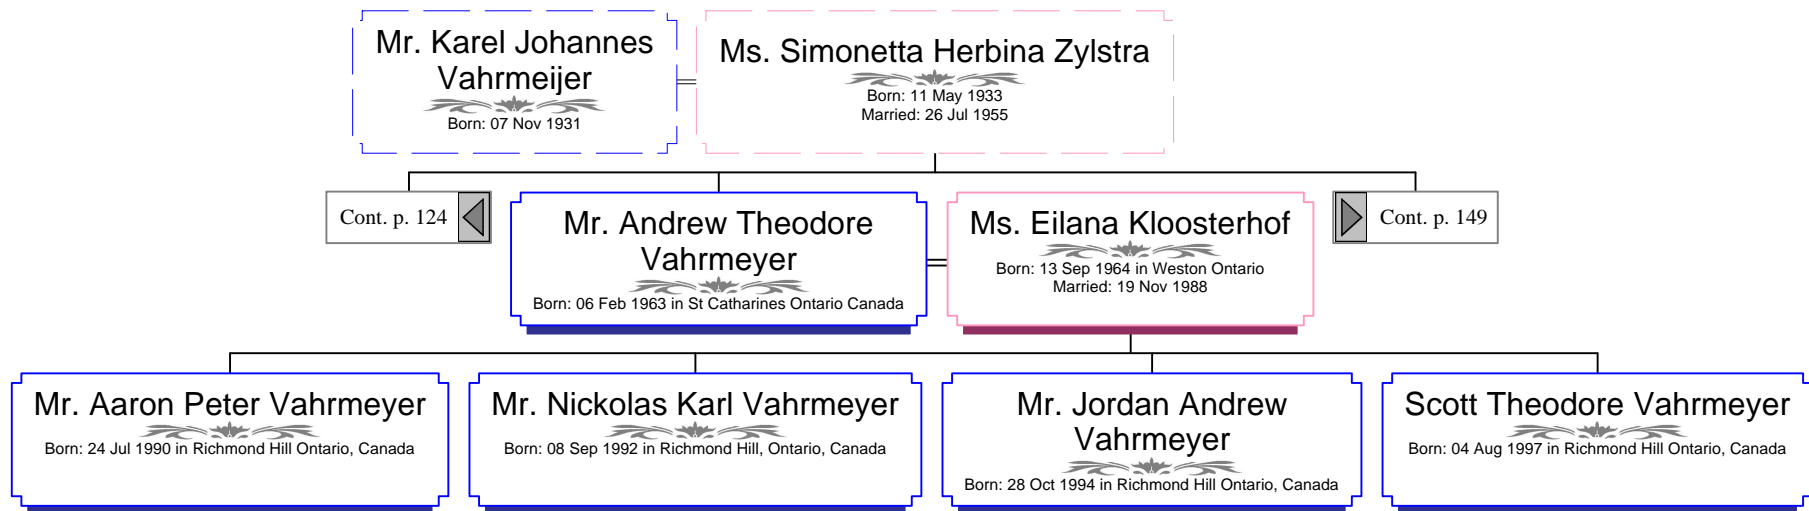 Mr. Karel Johannes
Vahrmeijer
Born: 07 Nov 1931
Ms. Simonetta Herbina Zylstra
Born: 11 May 1933
Married: 26 Jul 1955
Cont. p. 124
Mr. Andrew Theodore
Vahrmeyer
Born: 06 Feb 1963 in St Catharines Ontario Canada
Ms. Eilana Kloosterhof
Born: 13 Sep 1964 in Weston Ontario
Married: 19 Nov 1988
Cont. p. 149
Mr. Aaron Peter Vahrmeyer
Born: 24 Jul 1990 in Richmond Hill Ontario, Canada
Mr. Nickolas Karl Vahrmeyer
Born: 08 Sep 1992 in Richmond Hill, Ontario, Canada
Mr. Jordan Andrew
Vahrmeyer
Born: 28 Oct 1994 in Richmond Hill Ontario, Canada
Scott Theodore Vahrmeyer
Born: 04 Aug 1997 in Richmond Hill Ontario, Canada